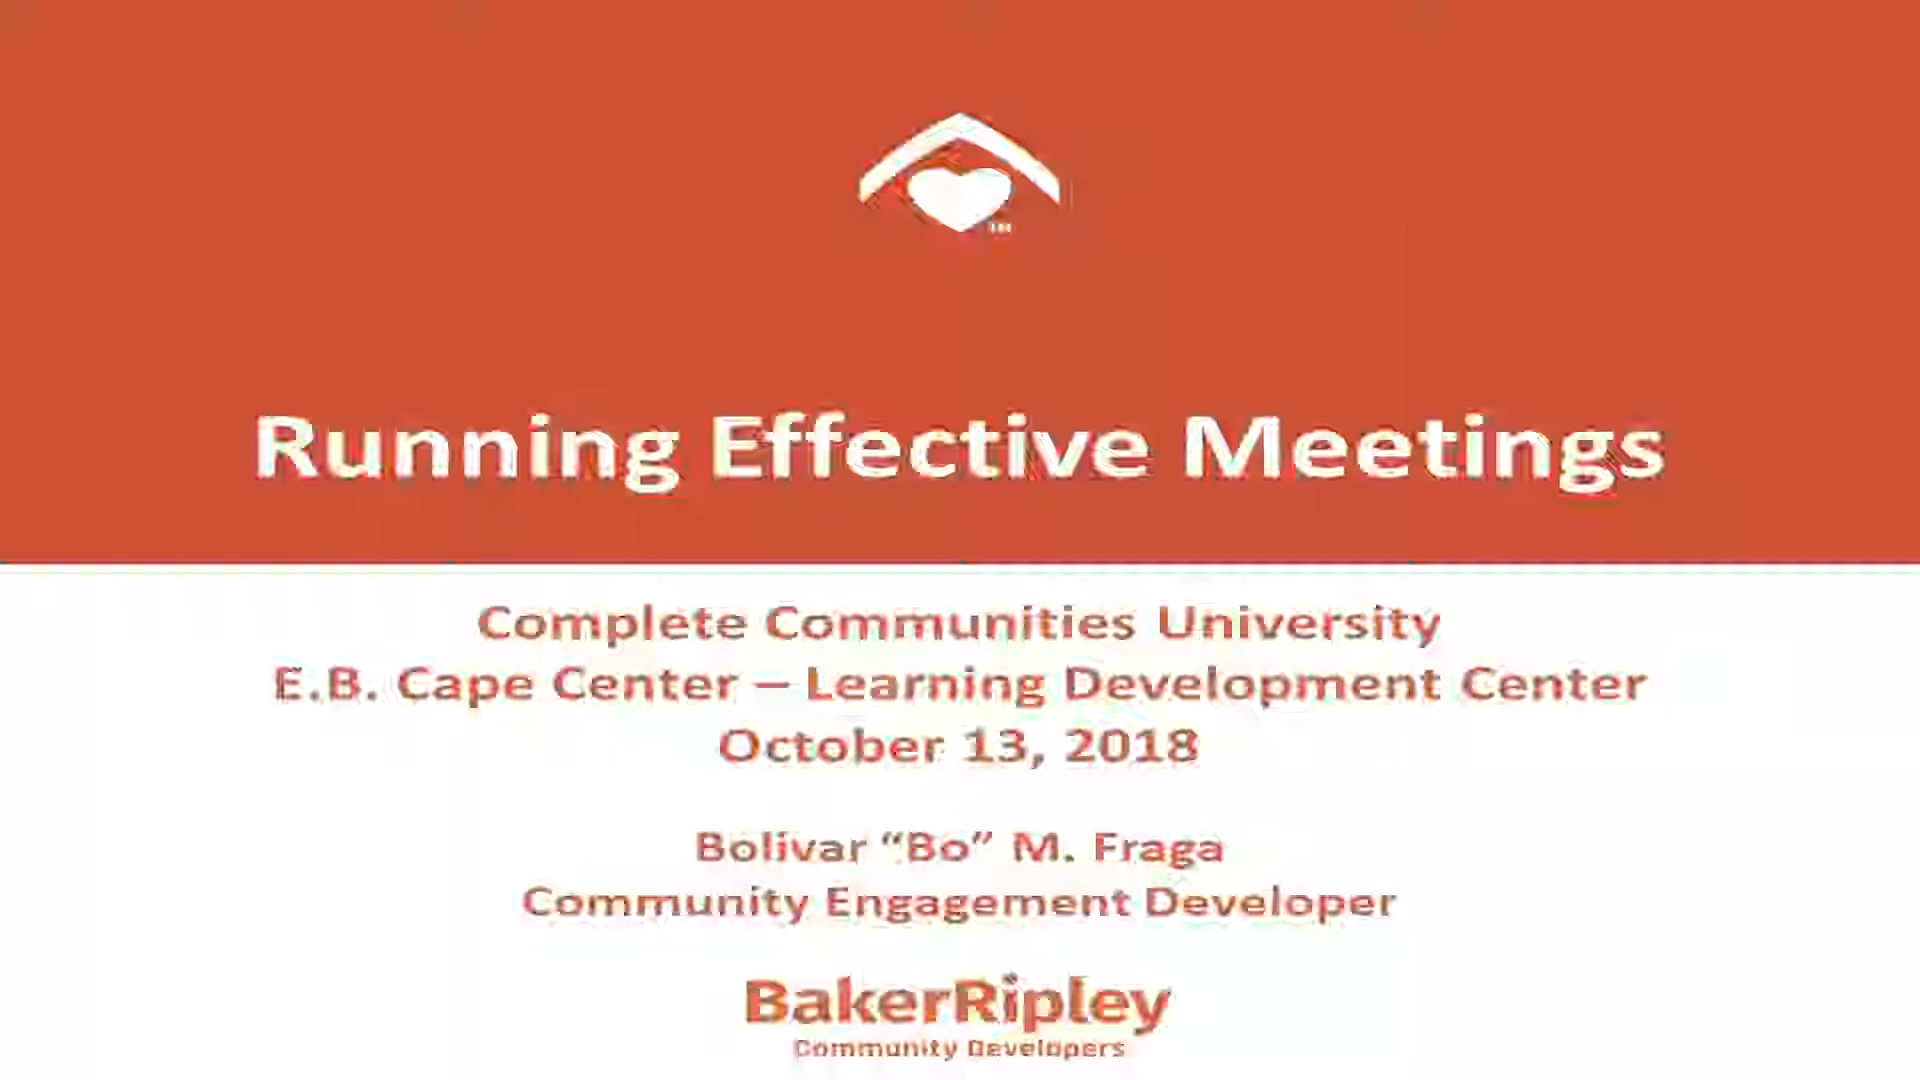 TM
Running Effective Meetings
Complete Communities University
E.B. Cape Center – Learning Development Center
October 13, 2018
Bolivar “Bo” M. Fraga
Community Engagement Developer
BakerRipley
Community Developers